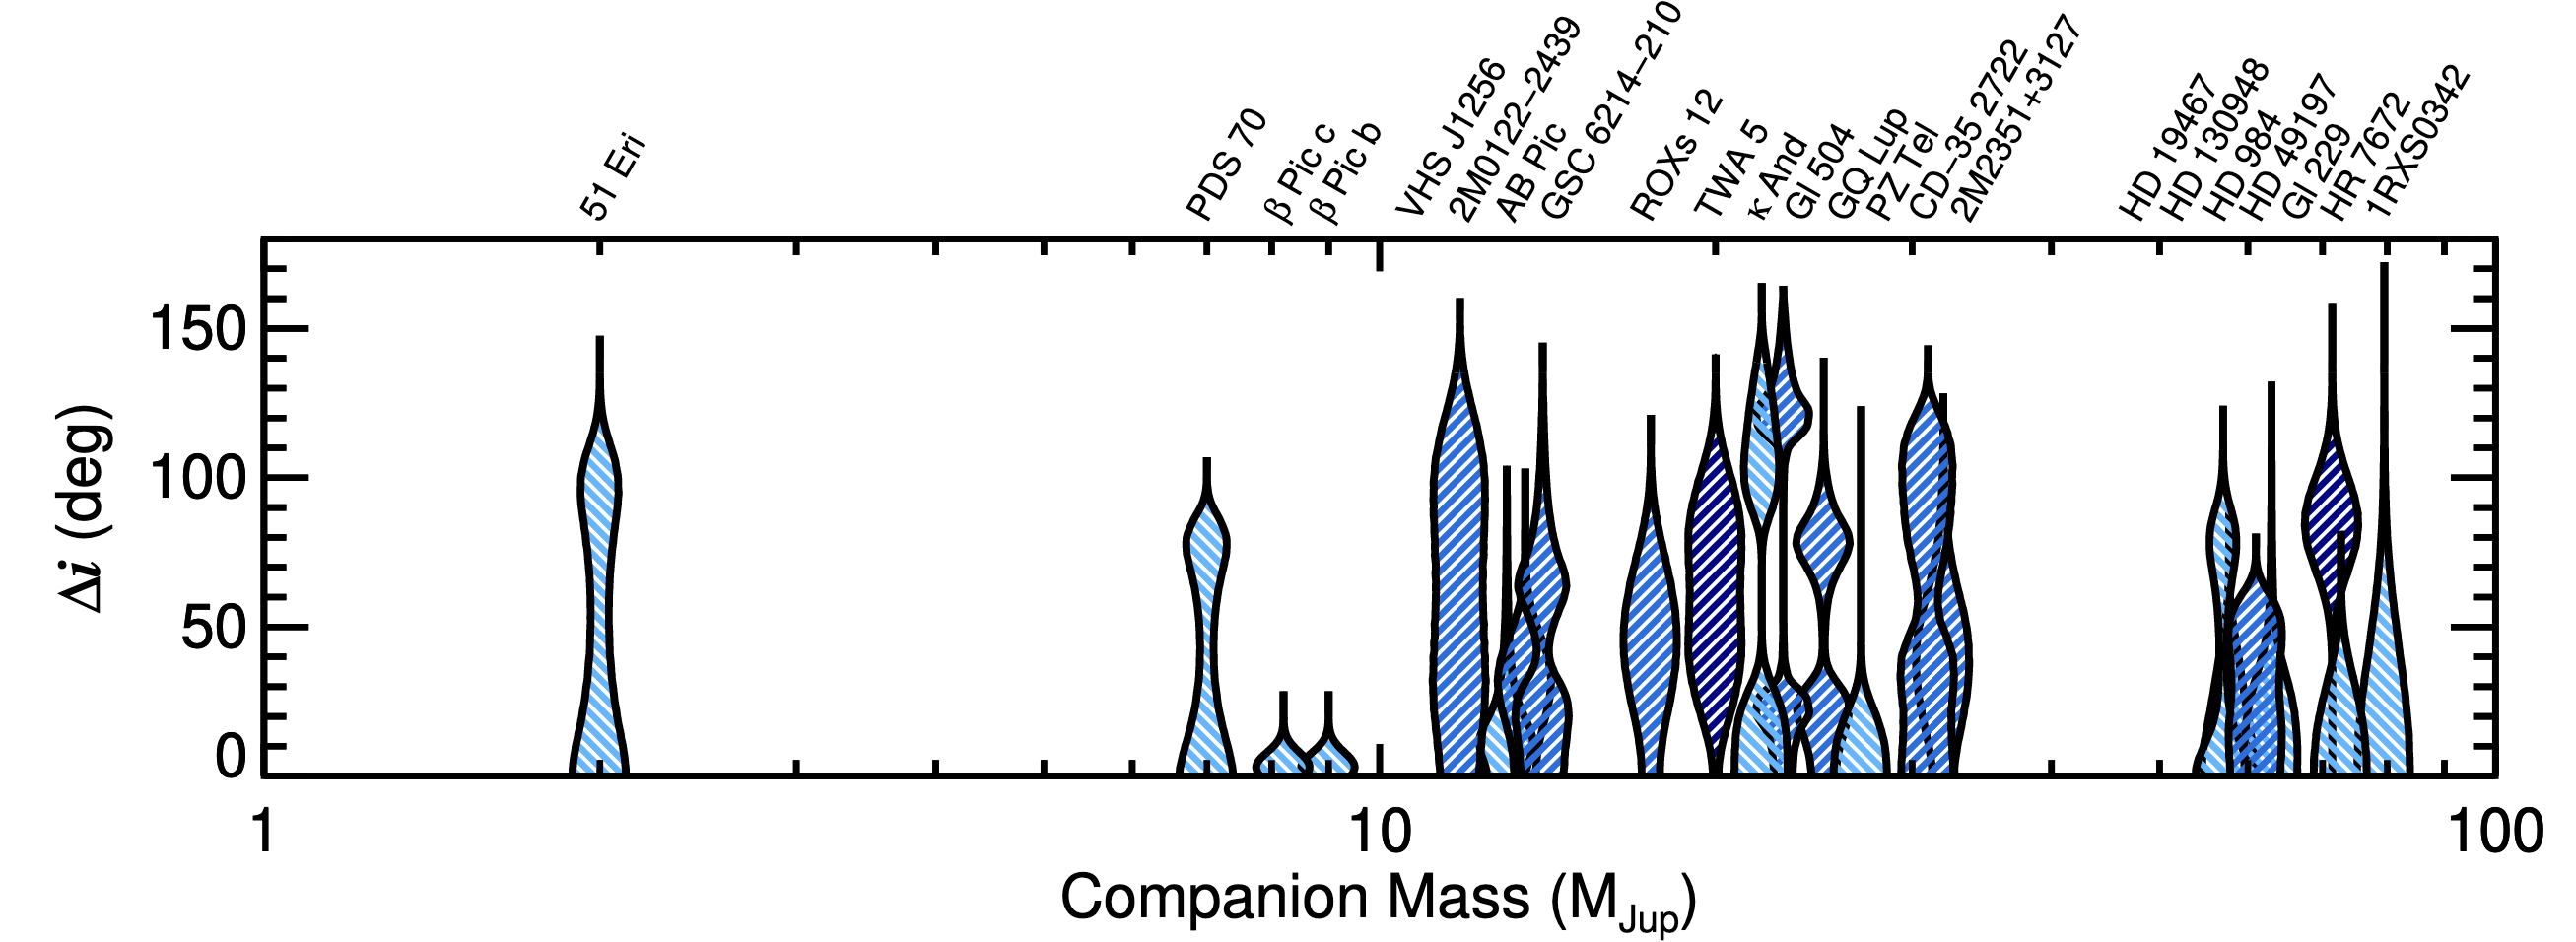 51 Eri
PDS 70
β Pic c
β Pic b
VHS J1256
2M0122−2439
AB Pic
GSC 6214−210
ROXs 12
TWA 5
κ And
Gl 504
GQ Lup
PZ Tel
CD−35 2722
2M2351+3127
HD 19467
HD 130948
HD 984
HD 49197
Gl 229
HR 7672
1RXS0342
150
100
50
0
Δi (deg)
1
10
100
Companion Mass (MJup)